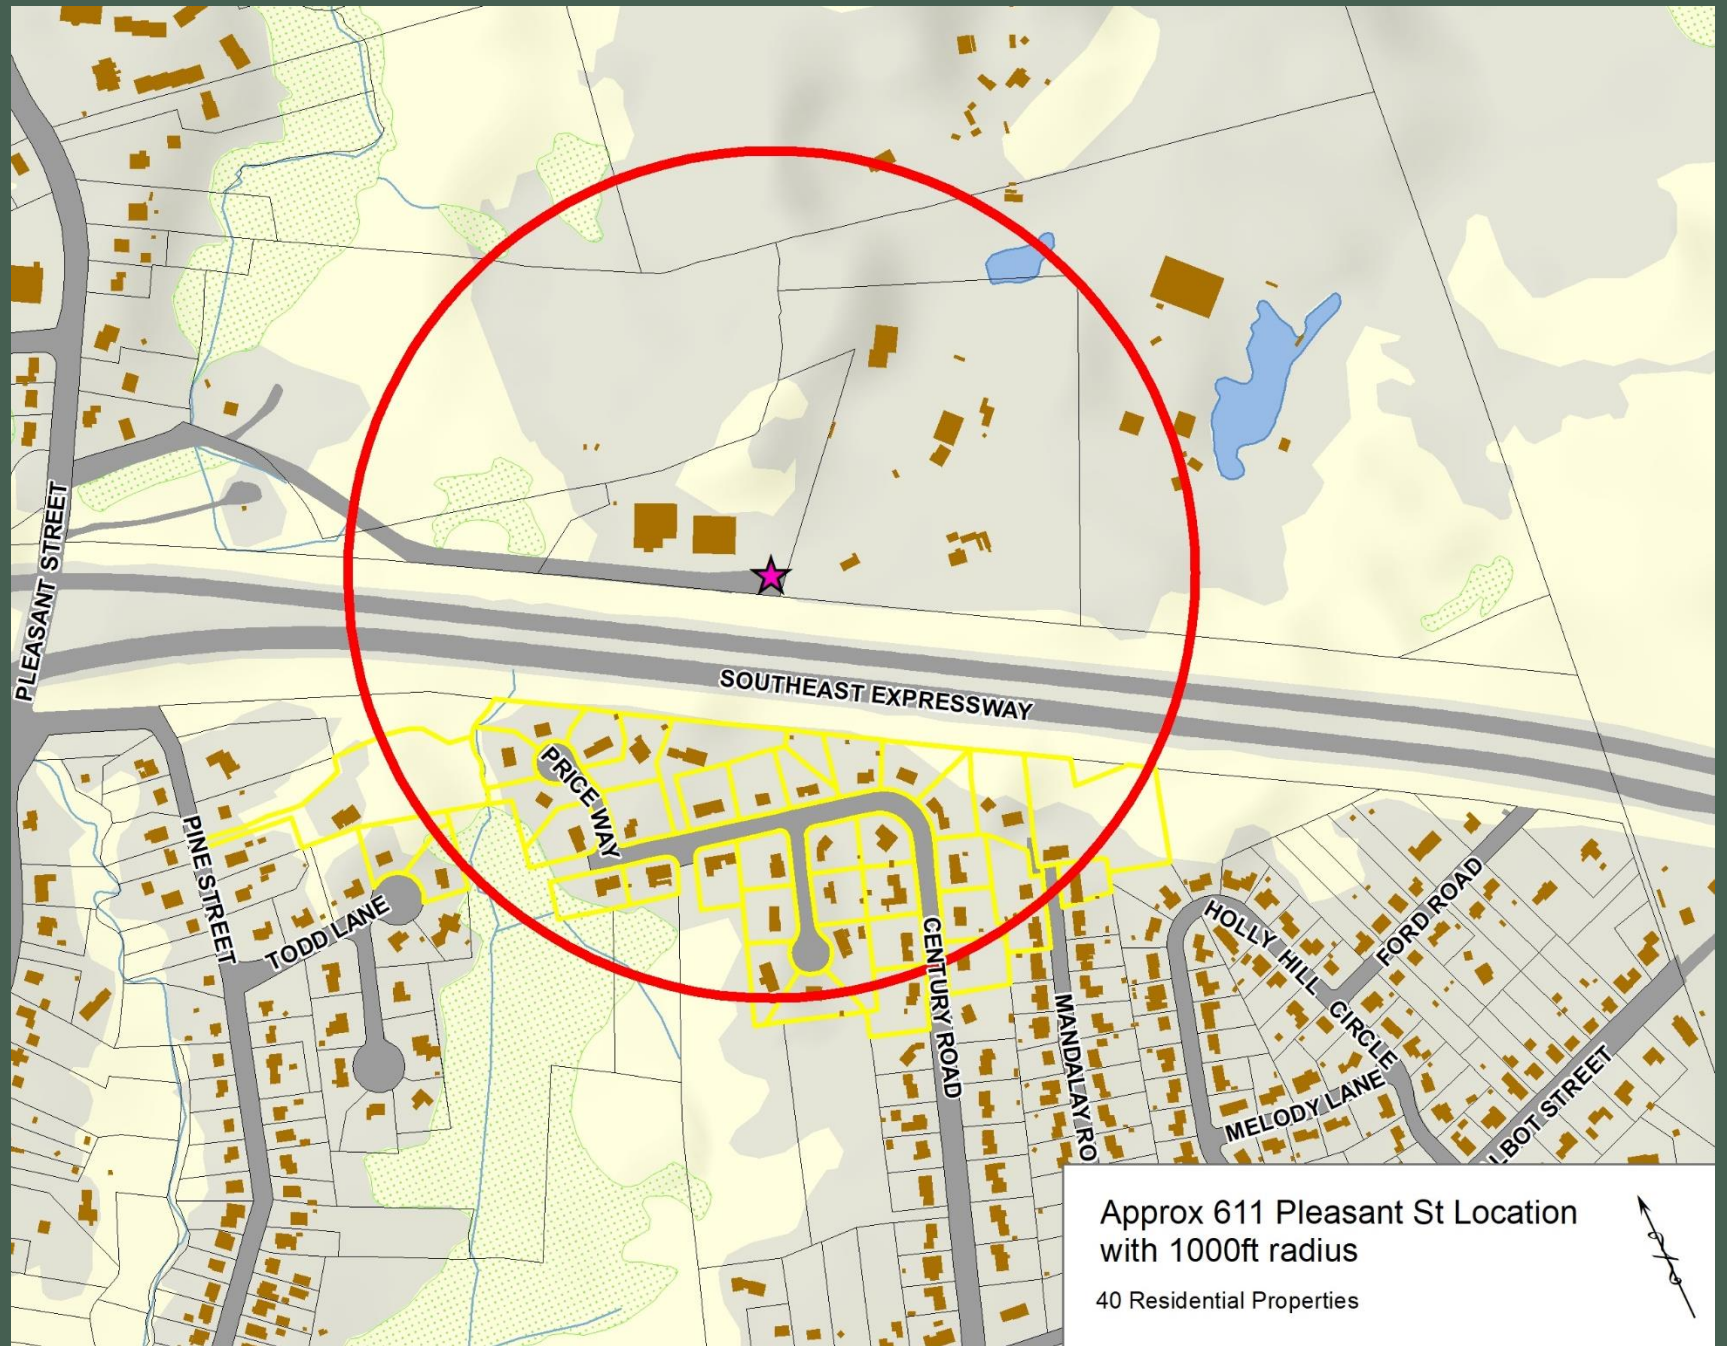 PLEASANT STREET
SOUTHEAST EXPRESSWAY
PRICE WAY
PINE STREET
TODD LANE
CENTURY ROAD
MANDALAY RO
HOLLY HILL CIRCLE
FORD ROAD
MELODY LANE
LBOT STREET
Approx 611 Pleasant St Location
with 1000ft radius
40 Residential Properties